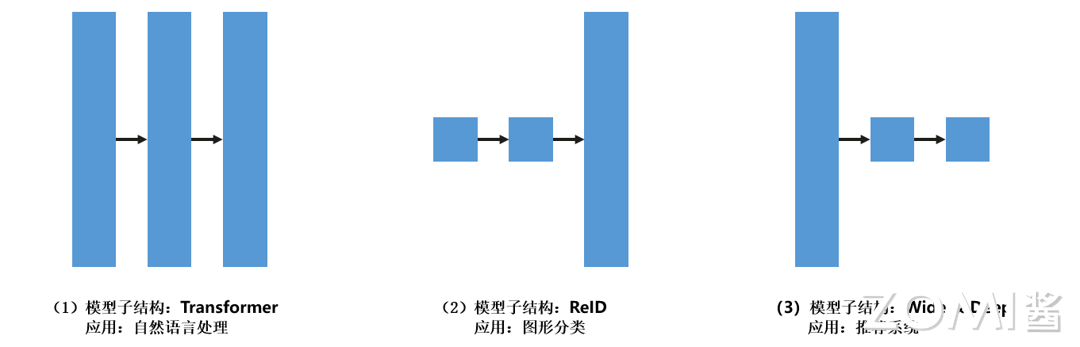 （1）模型子结构：Transformer
应用：自然语言处理
（2）模型子结构：ReID
应用：图形分类
（3）模型子结构：Wide & Deep
应用：推荐系统
ZOMI酱